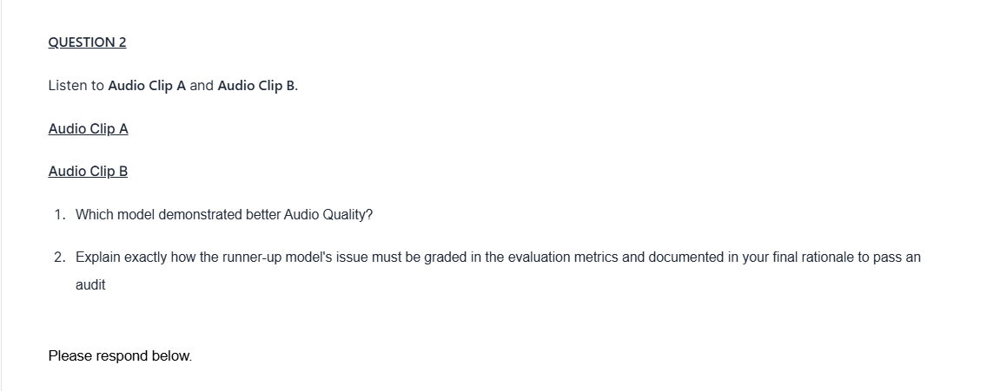 QUESTION 2
Listen to Audio Clip A and Audio Clip B.
Audio Clip A
Audio Clip B
1. Which model demonstrated better Audio Quality?
2. Explain exactly how the runner-up model's issue must be graded in the evaluation metrics and documented in your final rationale to pass an
audit
Please respond below.